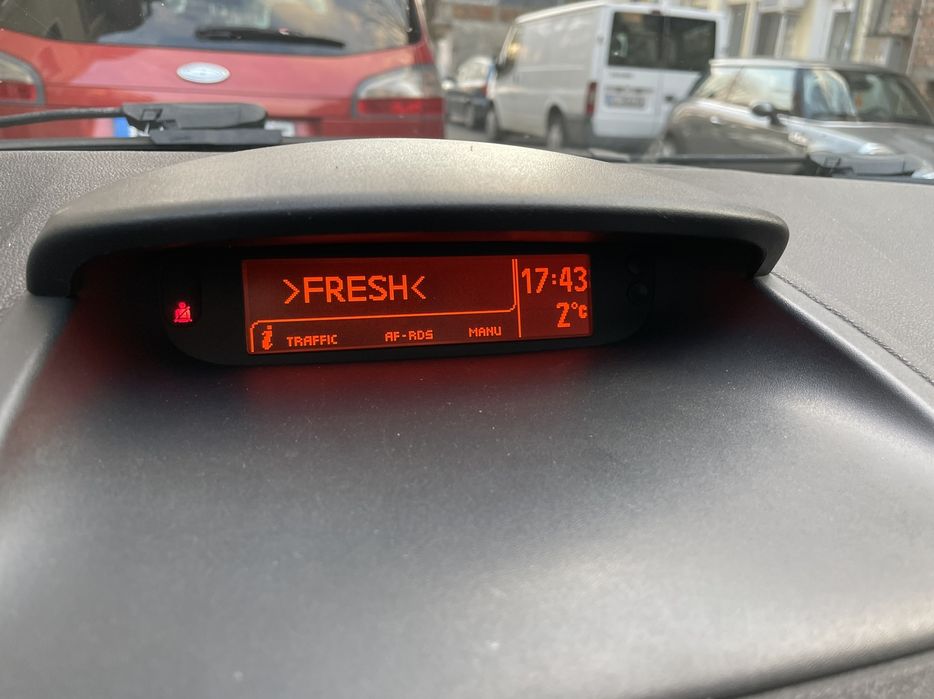 >FRESH<
17:43
2°C
i TRAFFIC AF-RDS MANU